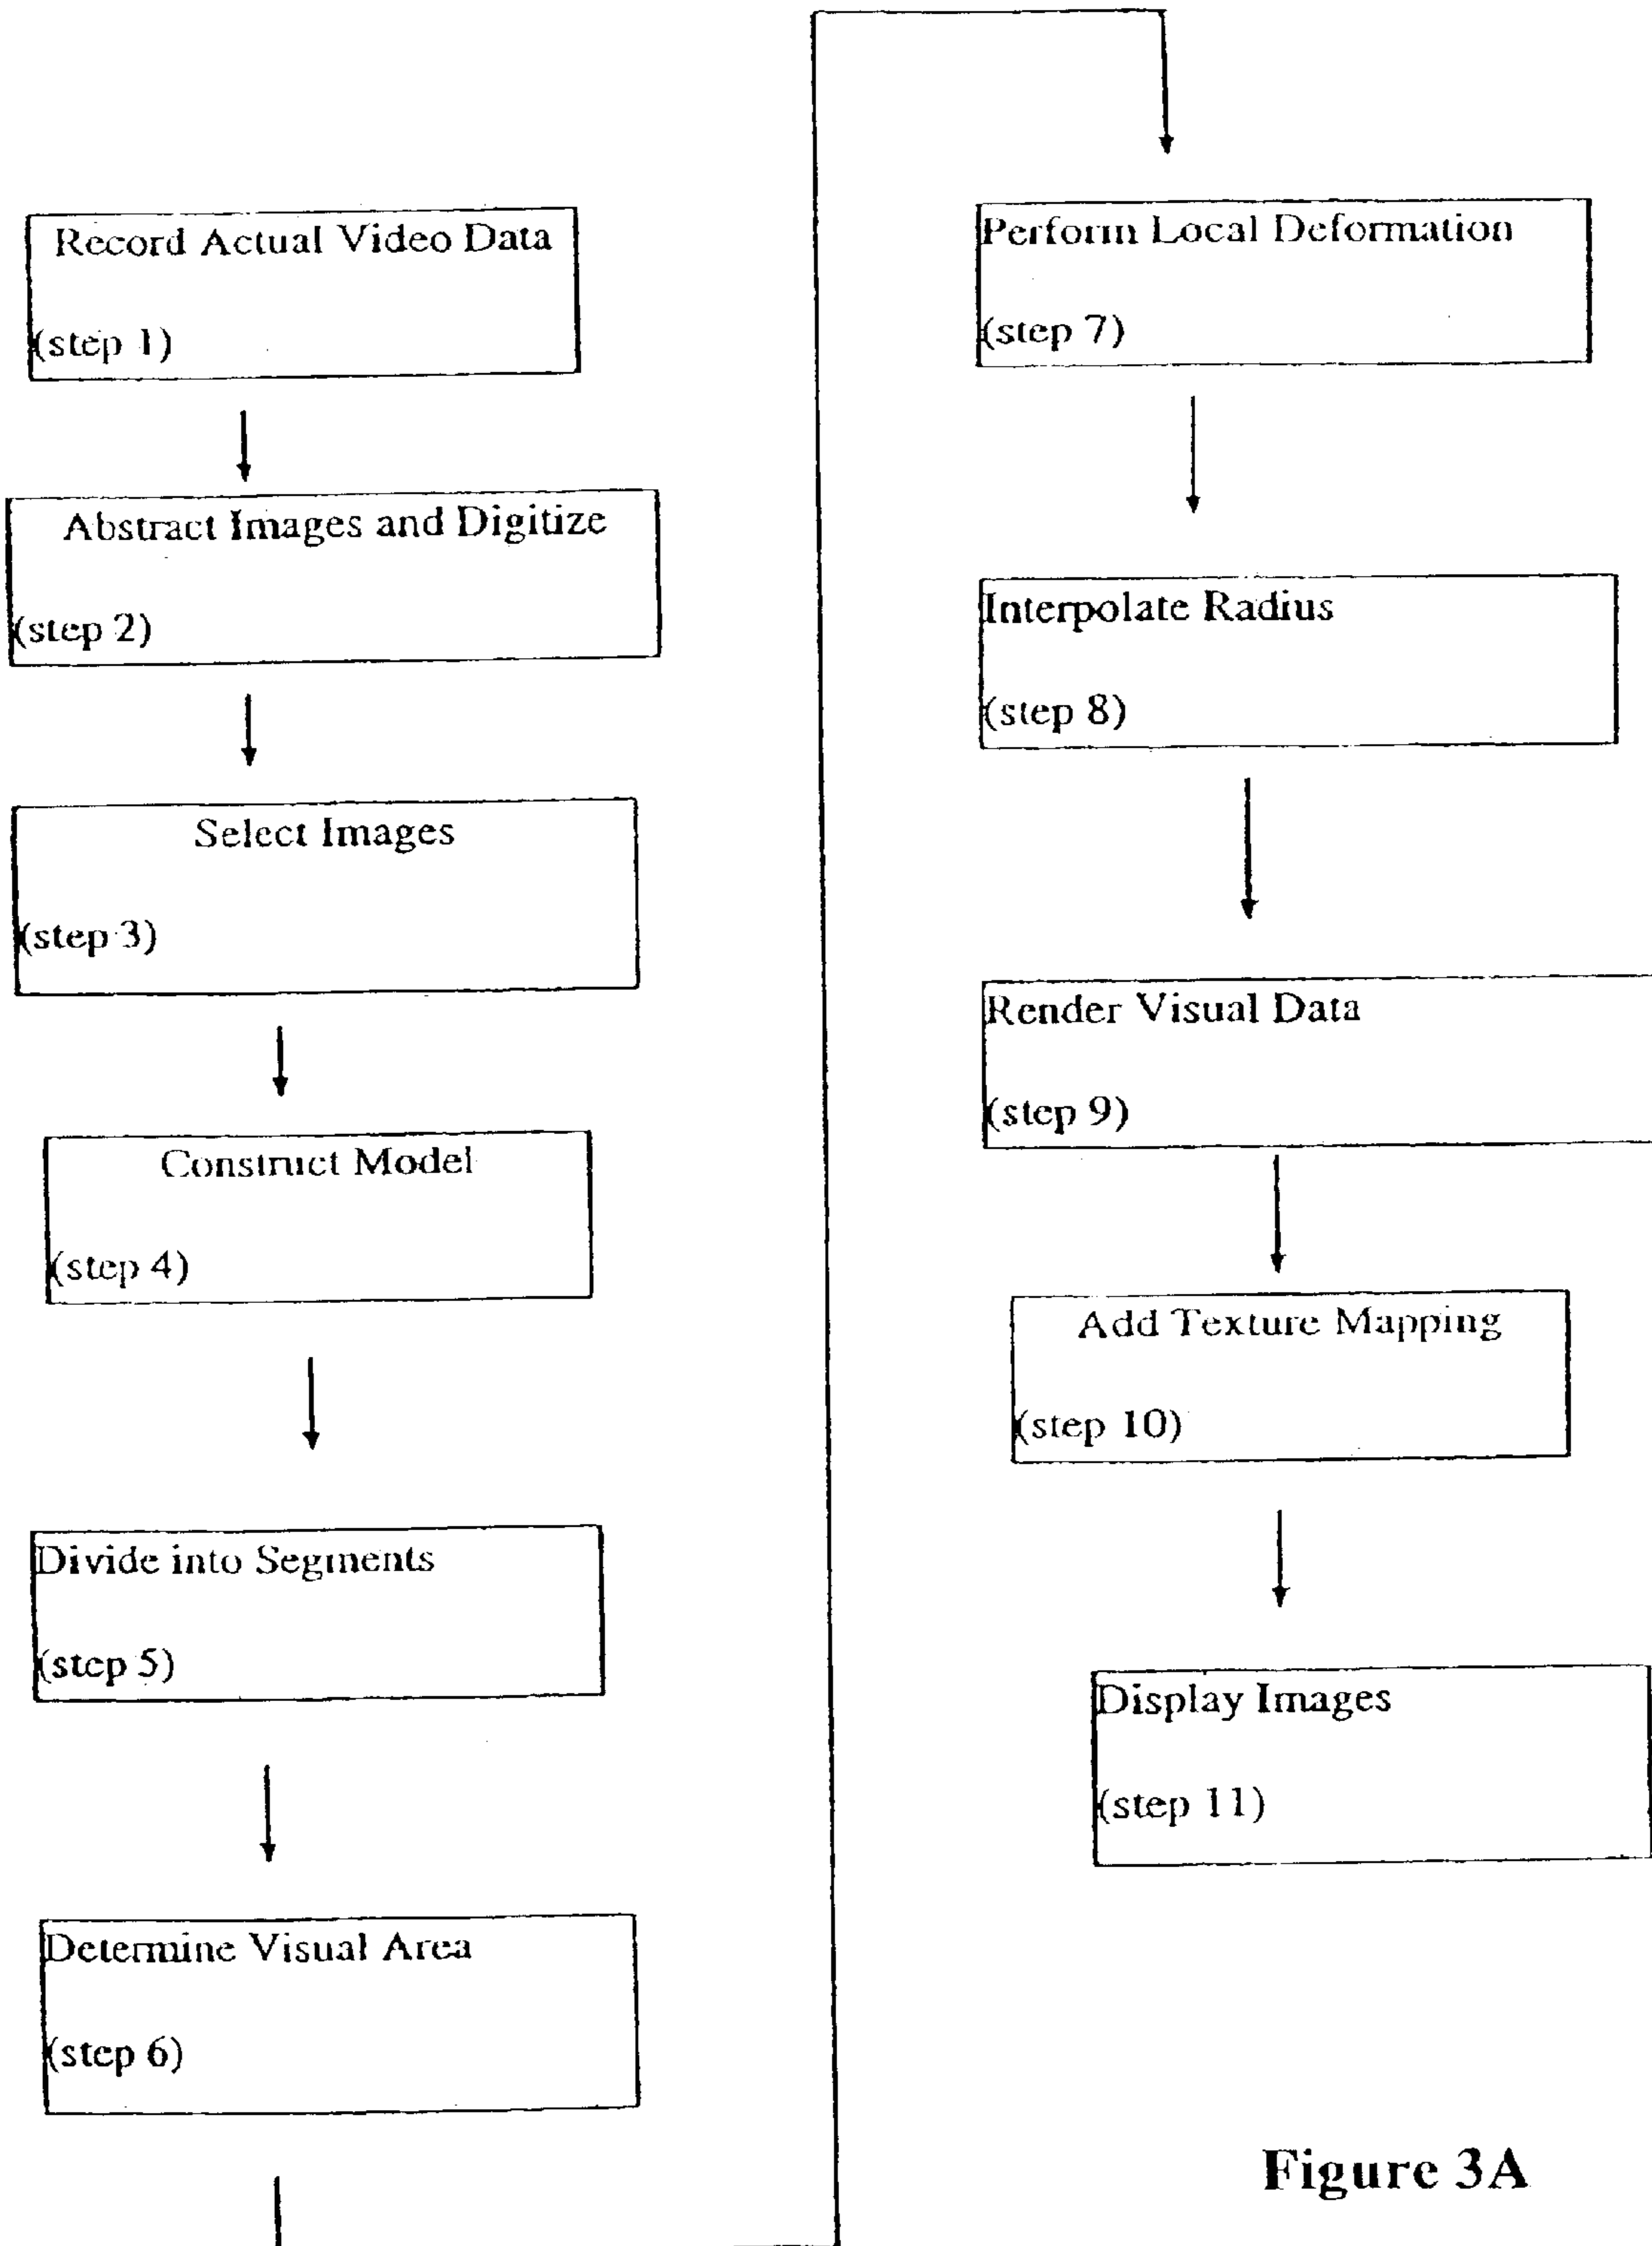 Record Actual Video Data
(step 1)
Abstract Images and Digitize
(step 2)
Select Images
(step 3)
Construct Model
(step 4)
Divide into Segments
(step 5)
Determine Visual Area
(step 6)
Perform Local Deformation
(step 7)
Interpolate Radius
(step 8)
Render Visual Data
(step 9)
Add Texture Mapping
(step 10)
Display Images
(step 11)
Figure 3A